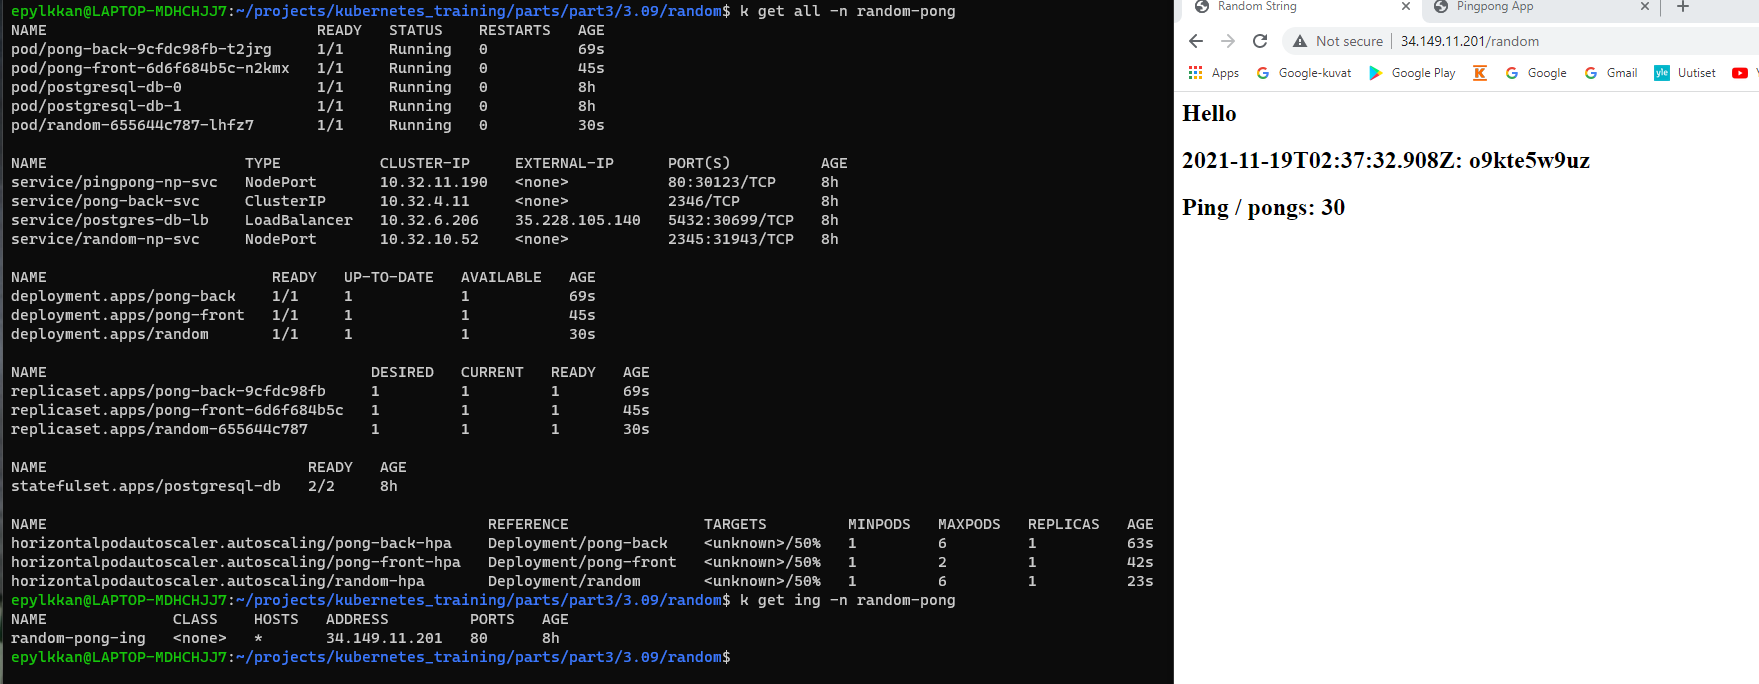 epylkkan@LAPTOP-MDHCHJJ7:~/projects/kubernetes_training/parts/part3/3.09/random$ k get all -n random-pong
NAME READY STATUS RESTARTS AGE
pod/pong-back-9cfdc98fb-t2jrg 1/1 Running 0 69s
pod/pong-front-6d6f684b5c-n2kmx 1/1 Running 0 45s
pod/postgresql-db-0 1/1 Running 0 8h
pod/postgresql-db-1 1/1 Running 0 8h
pod/random-655644c787-lhfz7 1/1 Running 0 30s
NAME TYPE CLUSTER-IP EXTERNAL-IP PORT(S) AGE
service/pingpong-np-svc NodePort 10.32.11.190 <none> 80:30123/TCP 8h
service/pong-back-svc ClusterIP 10.32.4.11 <none> 2346/TCP 8h
service/postgres-db-lb LoadBalancer 10.32.6.206 35.228.105.140 5432:30699/TCP 8h
service/random-np-svc NodePort 10.32.10.52 <none> 2345:31943/TCP 8h
NAME READY UP-TO-DATE AVAILABLE AGE
deployment.apps/pong-back 1/1 1 1 69s
deployment.apps/pong-front 1/1 1 1 45s
deployment.apps/random 1/1 1 1 30s
NAME DESIRED CURRENT READY AGE
replicaset.apps/pong-back-9cfdc98fb 1 1 1 69s
replicaset.apps/pong-front-6d6f684b5c 1 1 1 45s
replicaset.apps/random-655644c787 1 1 1 30s
NAME READY AGE
statefulset.apps/postgresql-db 2/2 8h
NAME REFERENCE TARGETS MINPODS MAXPODS REPLICAS AGE
horizontalpodautoscaler.autoscaling/pong-back-hpa Deployment/pong-back <unknown>/50% 1 6 1 63s
horizontalpodautoscaler.autoscaling/pong-front-hpa Deployment/pong-front <unknown>/50% 1 2 1 42s
horizontalpodautoscaler.autoscaling/random-hpa Deployment/random <unknown>/50% 1 6 1 23s
epylkkan@LAPTOP-MDHCHJJ7:~/projects/kubernetes_training/parts/part3/3.09/random$ k get ing -n random-pong
NAME CLASS HOSTS ADDRESS PORTS AGE
random-pong-ing <none> * 34.149.11.201 80 8h
epylkkan@LAPTOP-MDHCHJJ7:~/projects/kubernetes_training/parts/part3/3.09/random$
Random String Pingpong App
Not secure 34.149.11.201/random
Apps Google-kuvat Google Play K Google Gmail yle Uutiset
Hello
2021-11-19T02:37:32.908Z: o9kte5w9uz
Ping / pongs: 30